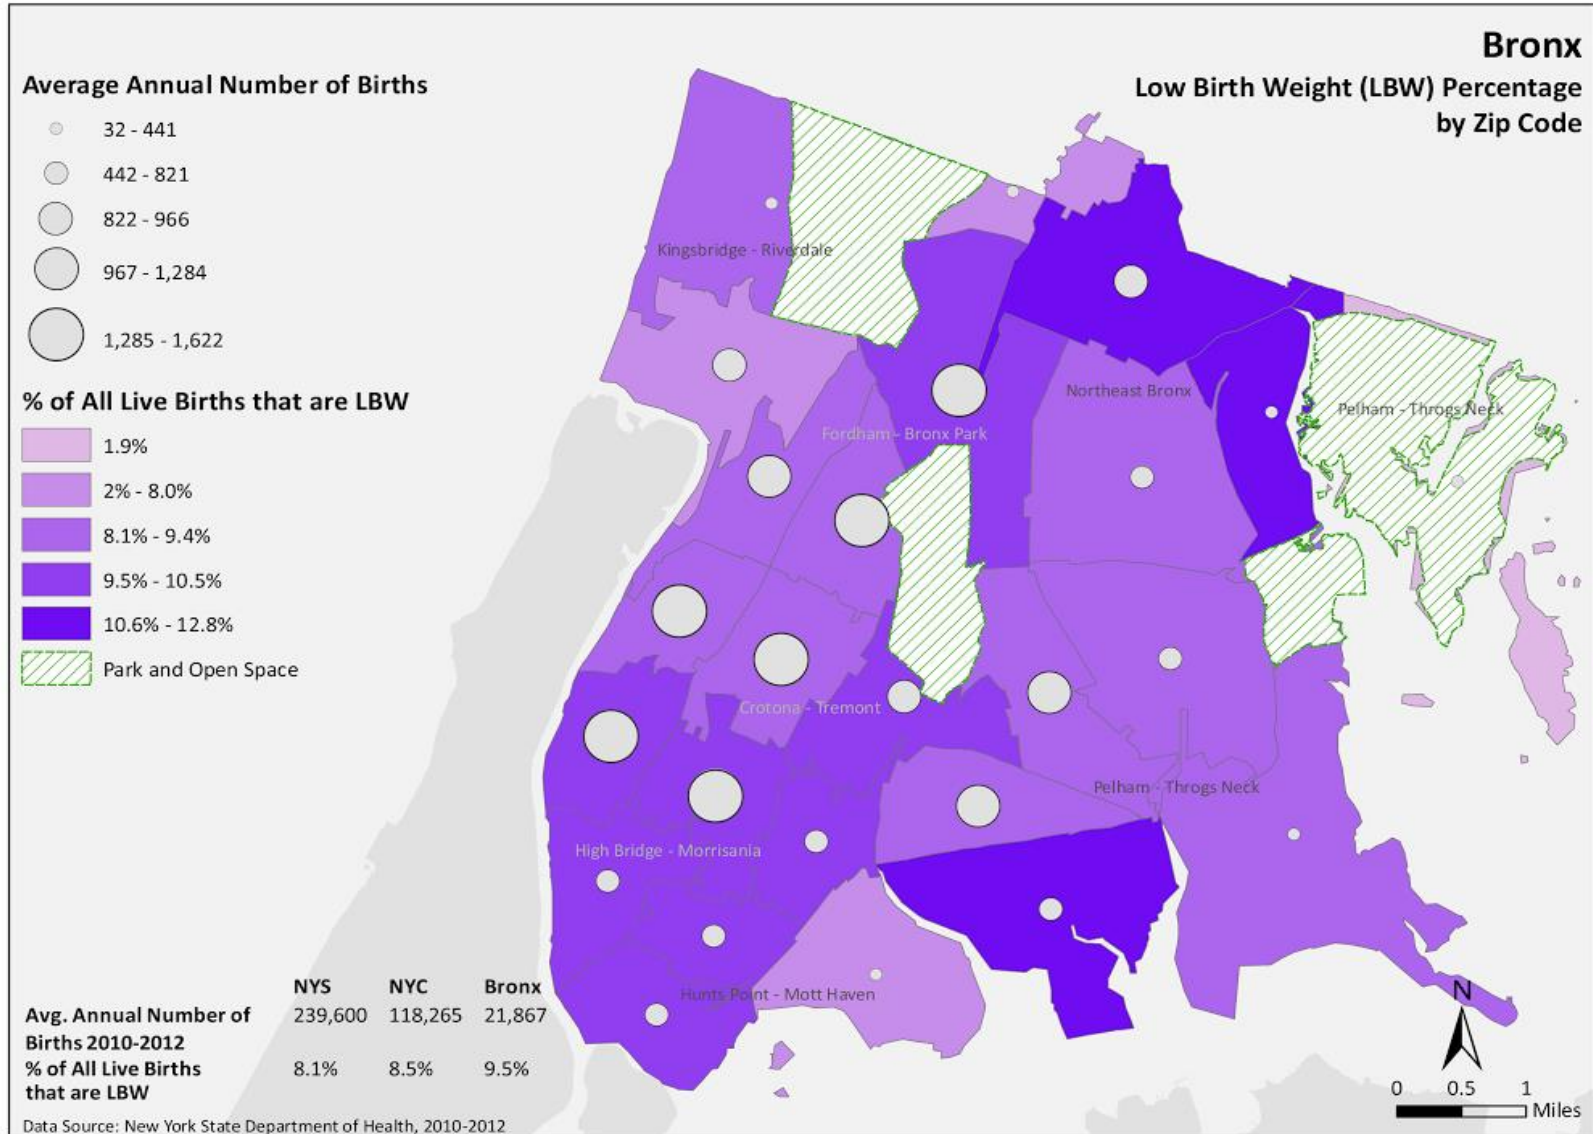 Bronx
Low Birth Weight (LBW) Percentage
by Zip Code
Average Annual Number of Births
32 - 441
442 - 821
822 - 966
967 - 1,284
1,285 - 1,622
% of All Live Births that are LBW
1.9%
2% - 8.0%
8.1% - 9.4%
9.5% - 10.5%
10.6% - 12.8%
Park and Open Space
Kingsbridge - Riverdale
Northeast Bronx
Pelham - Throgs Neck
Fordham - Bronx Park
Crotona - Tremont
Pelham - Throgs Neck
High Bridge - Morrisania
Hunts Point - Mott Haven
NYS NYC Bronx
Avg. Annual Number of 239,600 118,265 21,867
Births 2010-2012
% of All Live Births 8.1% 8.5% 9.5%
that are LBW
Data Source: New York State Department of Health, 2010-2012
N
0 0.5 1
Miles